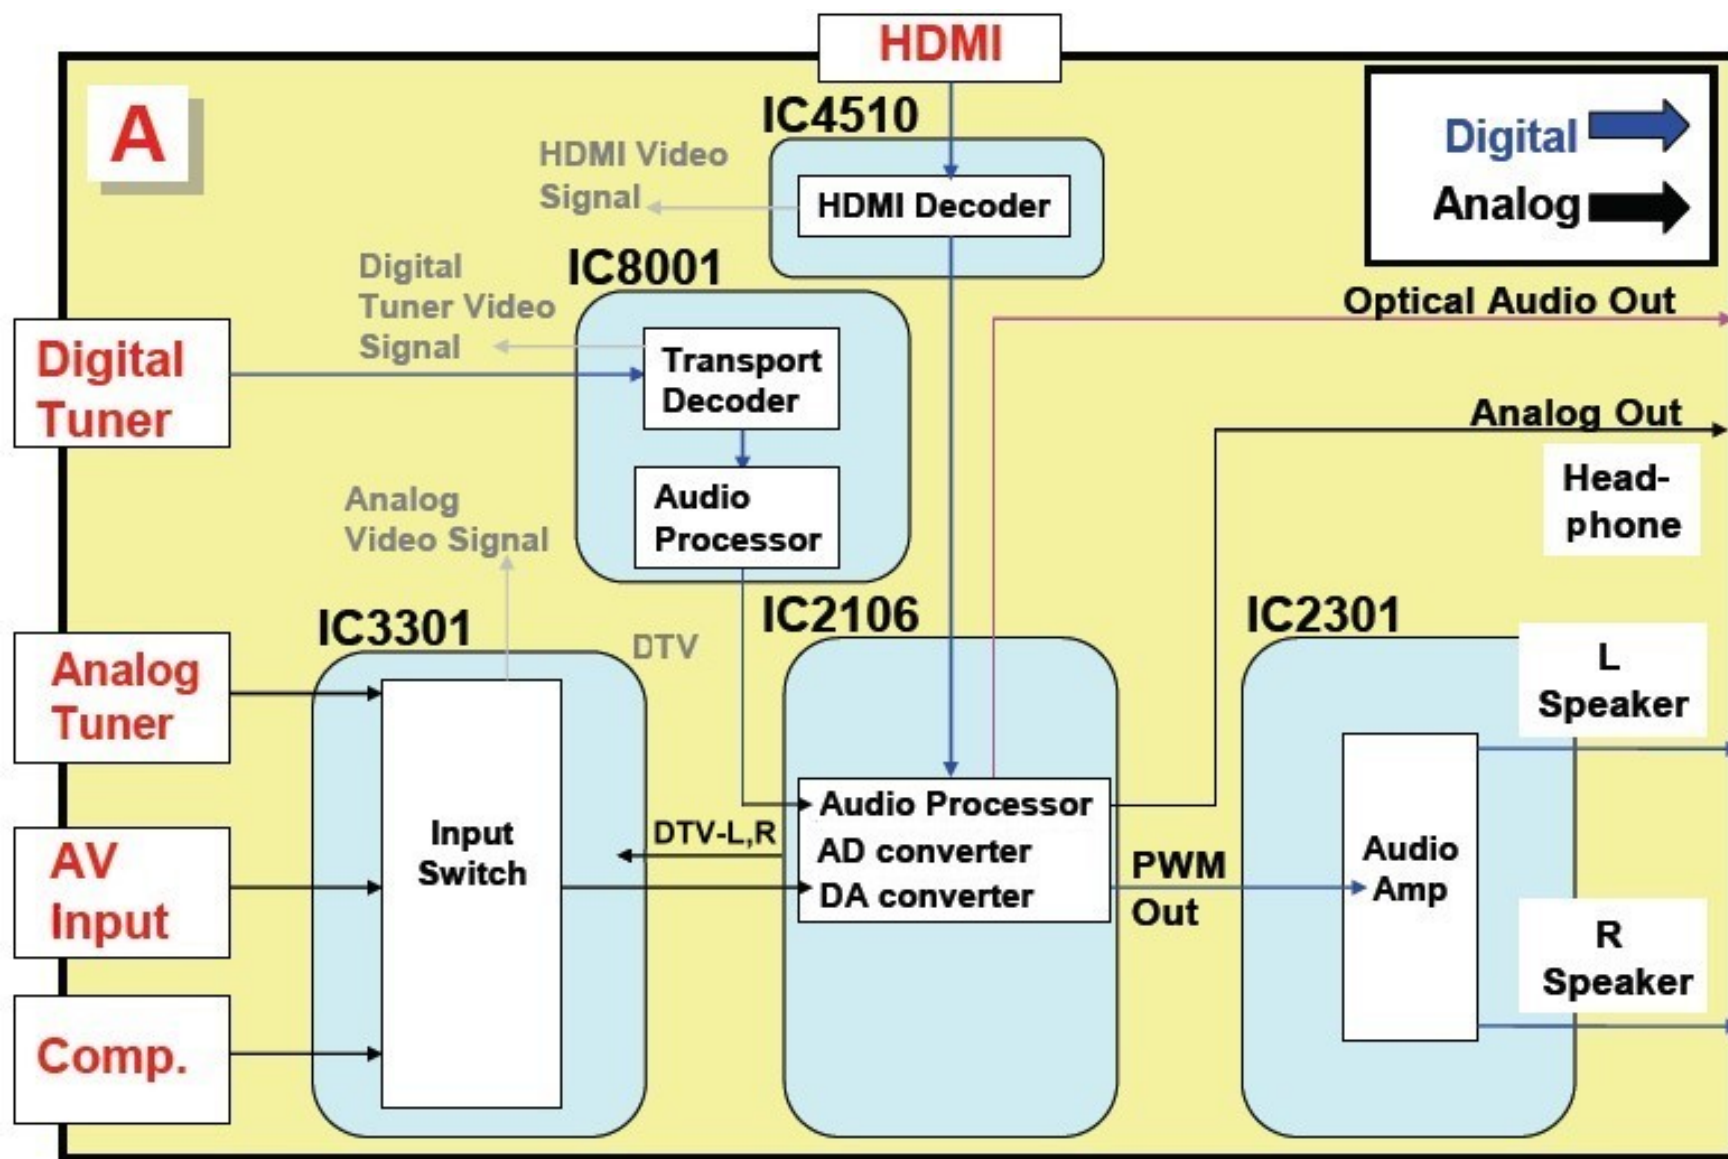 HDMI
A
IC4510
Digital
Analog
HDMI Video
Signal
HDMI Decoder
IC8001
Digital
Tuner Video
Signal
Optical Audio Out
Digital
Tuner
Transport
Decoder
Analog Out
Head-
phone
Analog
Video Signal
Audio
Processor
IC3301
DTV
IC2106
IC2301
L
Speaker
Analog
Tuner
Audio Processor
AD converter
DA converter
DTV-L,R
Input
Switch
PWM
Out
Audio
Amp
AV
Input
R
Speaker
Comp.